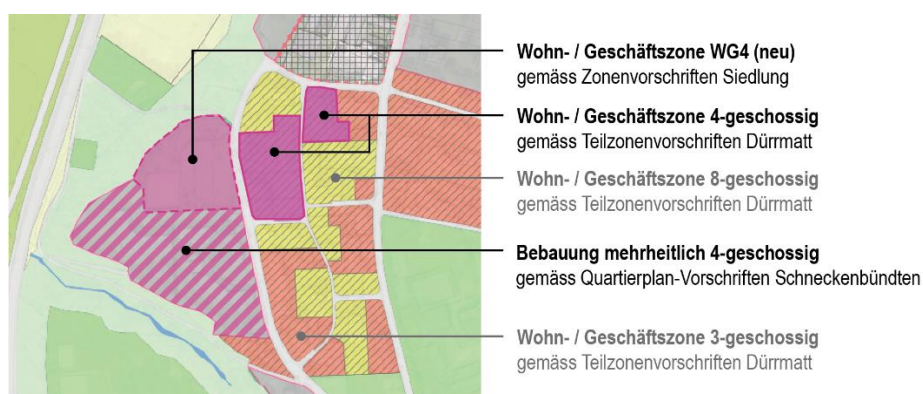 Wohn- / Geschäftszone WG4 (neu)
gemäss Zonenvorschriften Siedlung
Wohn- / Geschäftszone 4-geschossig
gemäss Teilzonenvorschriften Dürrmatt
Wohn- / Geschäftszone 8-geschossig
gemäss Teilzonenvorschriften Dürrmatt
Bebauung mehrheitlich 4-geschossig
gemäss Quartierplan-Vorschriften Schneckenbündten
Wohn- / Geschäftszone 3-geschossig
gemäss Teilzonenvorschriften Dürrmatt